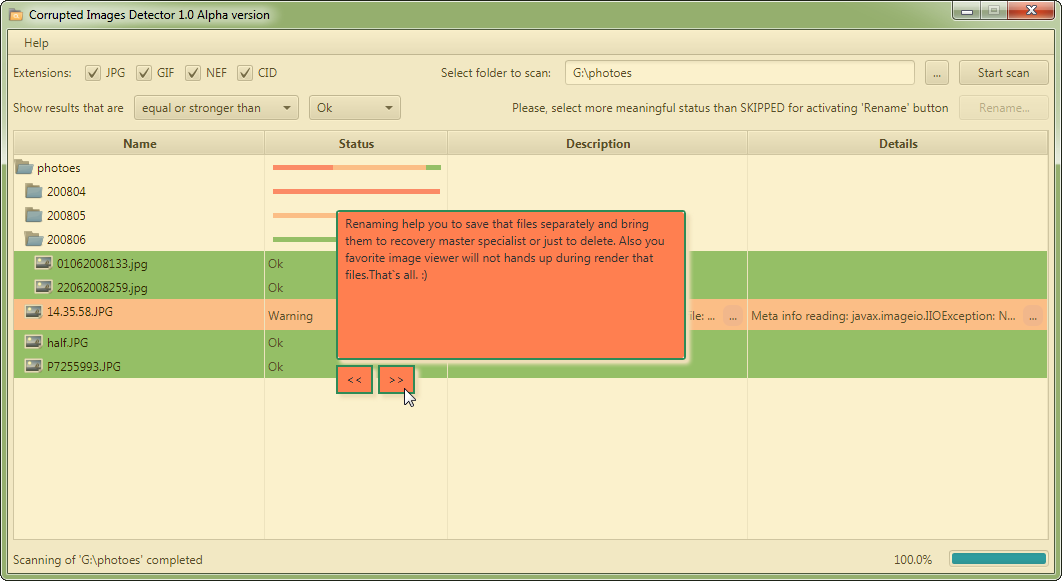 Corrupted Images Detector 1.0 Alpha version
Help
Extensions: JPG GIF NEF CID Select folder to scan: G:\photoes ... Start scan
Show results that are equal or stronger than Ok Please, select more meaningful status than SKIPPED for activating 'Rename' button Rename...
Name Status Description Details
photoes
200804
200805
200806
Renaming help you to save that files separately and bring
them to recovery master specialist or just to delete. Also you
favorite image viewer will not hands up during render that
files.That`s all. :)
01062008133.jpg Ok
22062008259.jpg Ok
14.35.58.JPG Warning ile: ... ... Meta info reading: javax.imageio.IIOException: N... ...
half.JPG Ok
P7255993.JPG Ok
<< >>
Scanning of 'G:\photoes' completed 100.0%